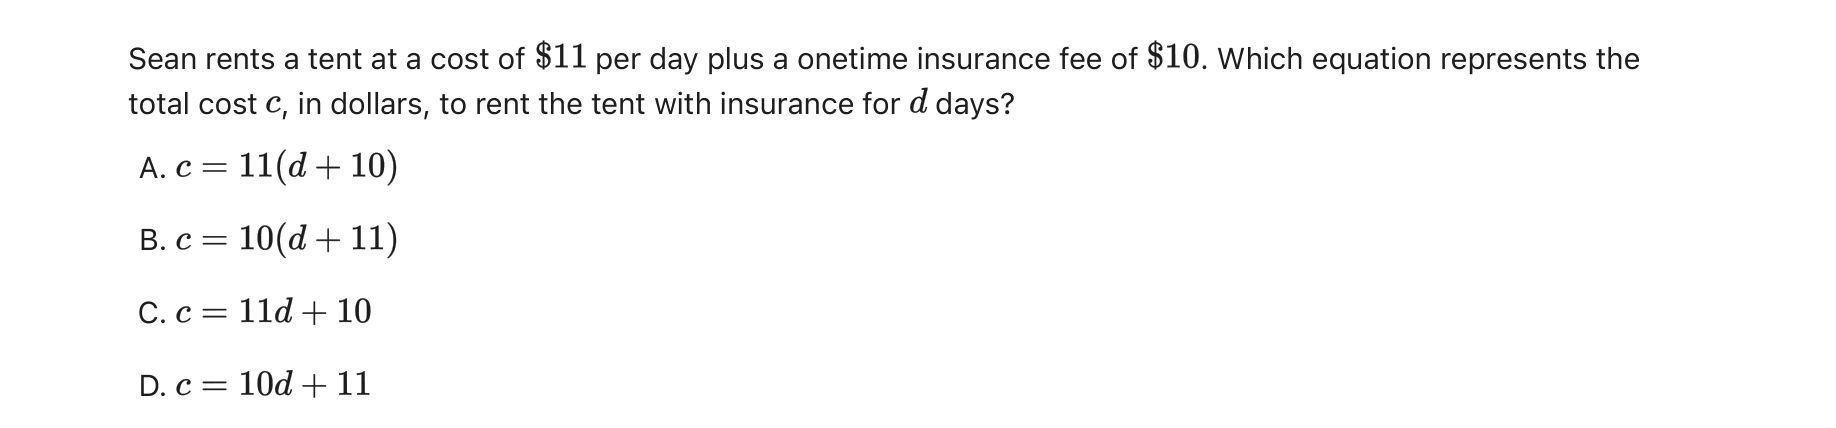 Sean rents a tent at a cost of $11 per day plus a onetime insurance fee of $10. Which equation represents the
total cost c, in dollars, to rent the tent with insurance for d days?
A. c = 11(d + 10)
B. c = 10(d + 11)
C. c = 11d + 10
D. c = 10d + 11